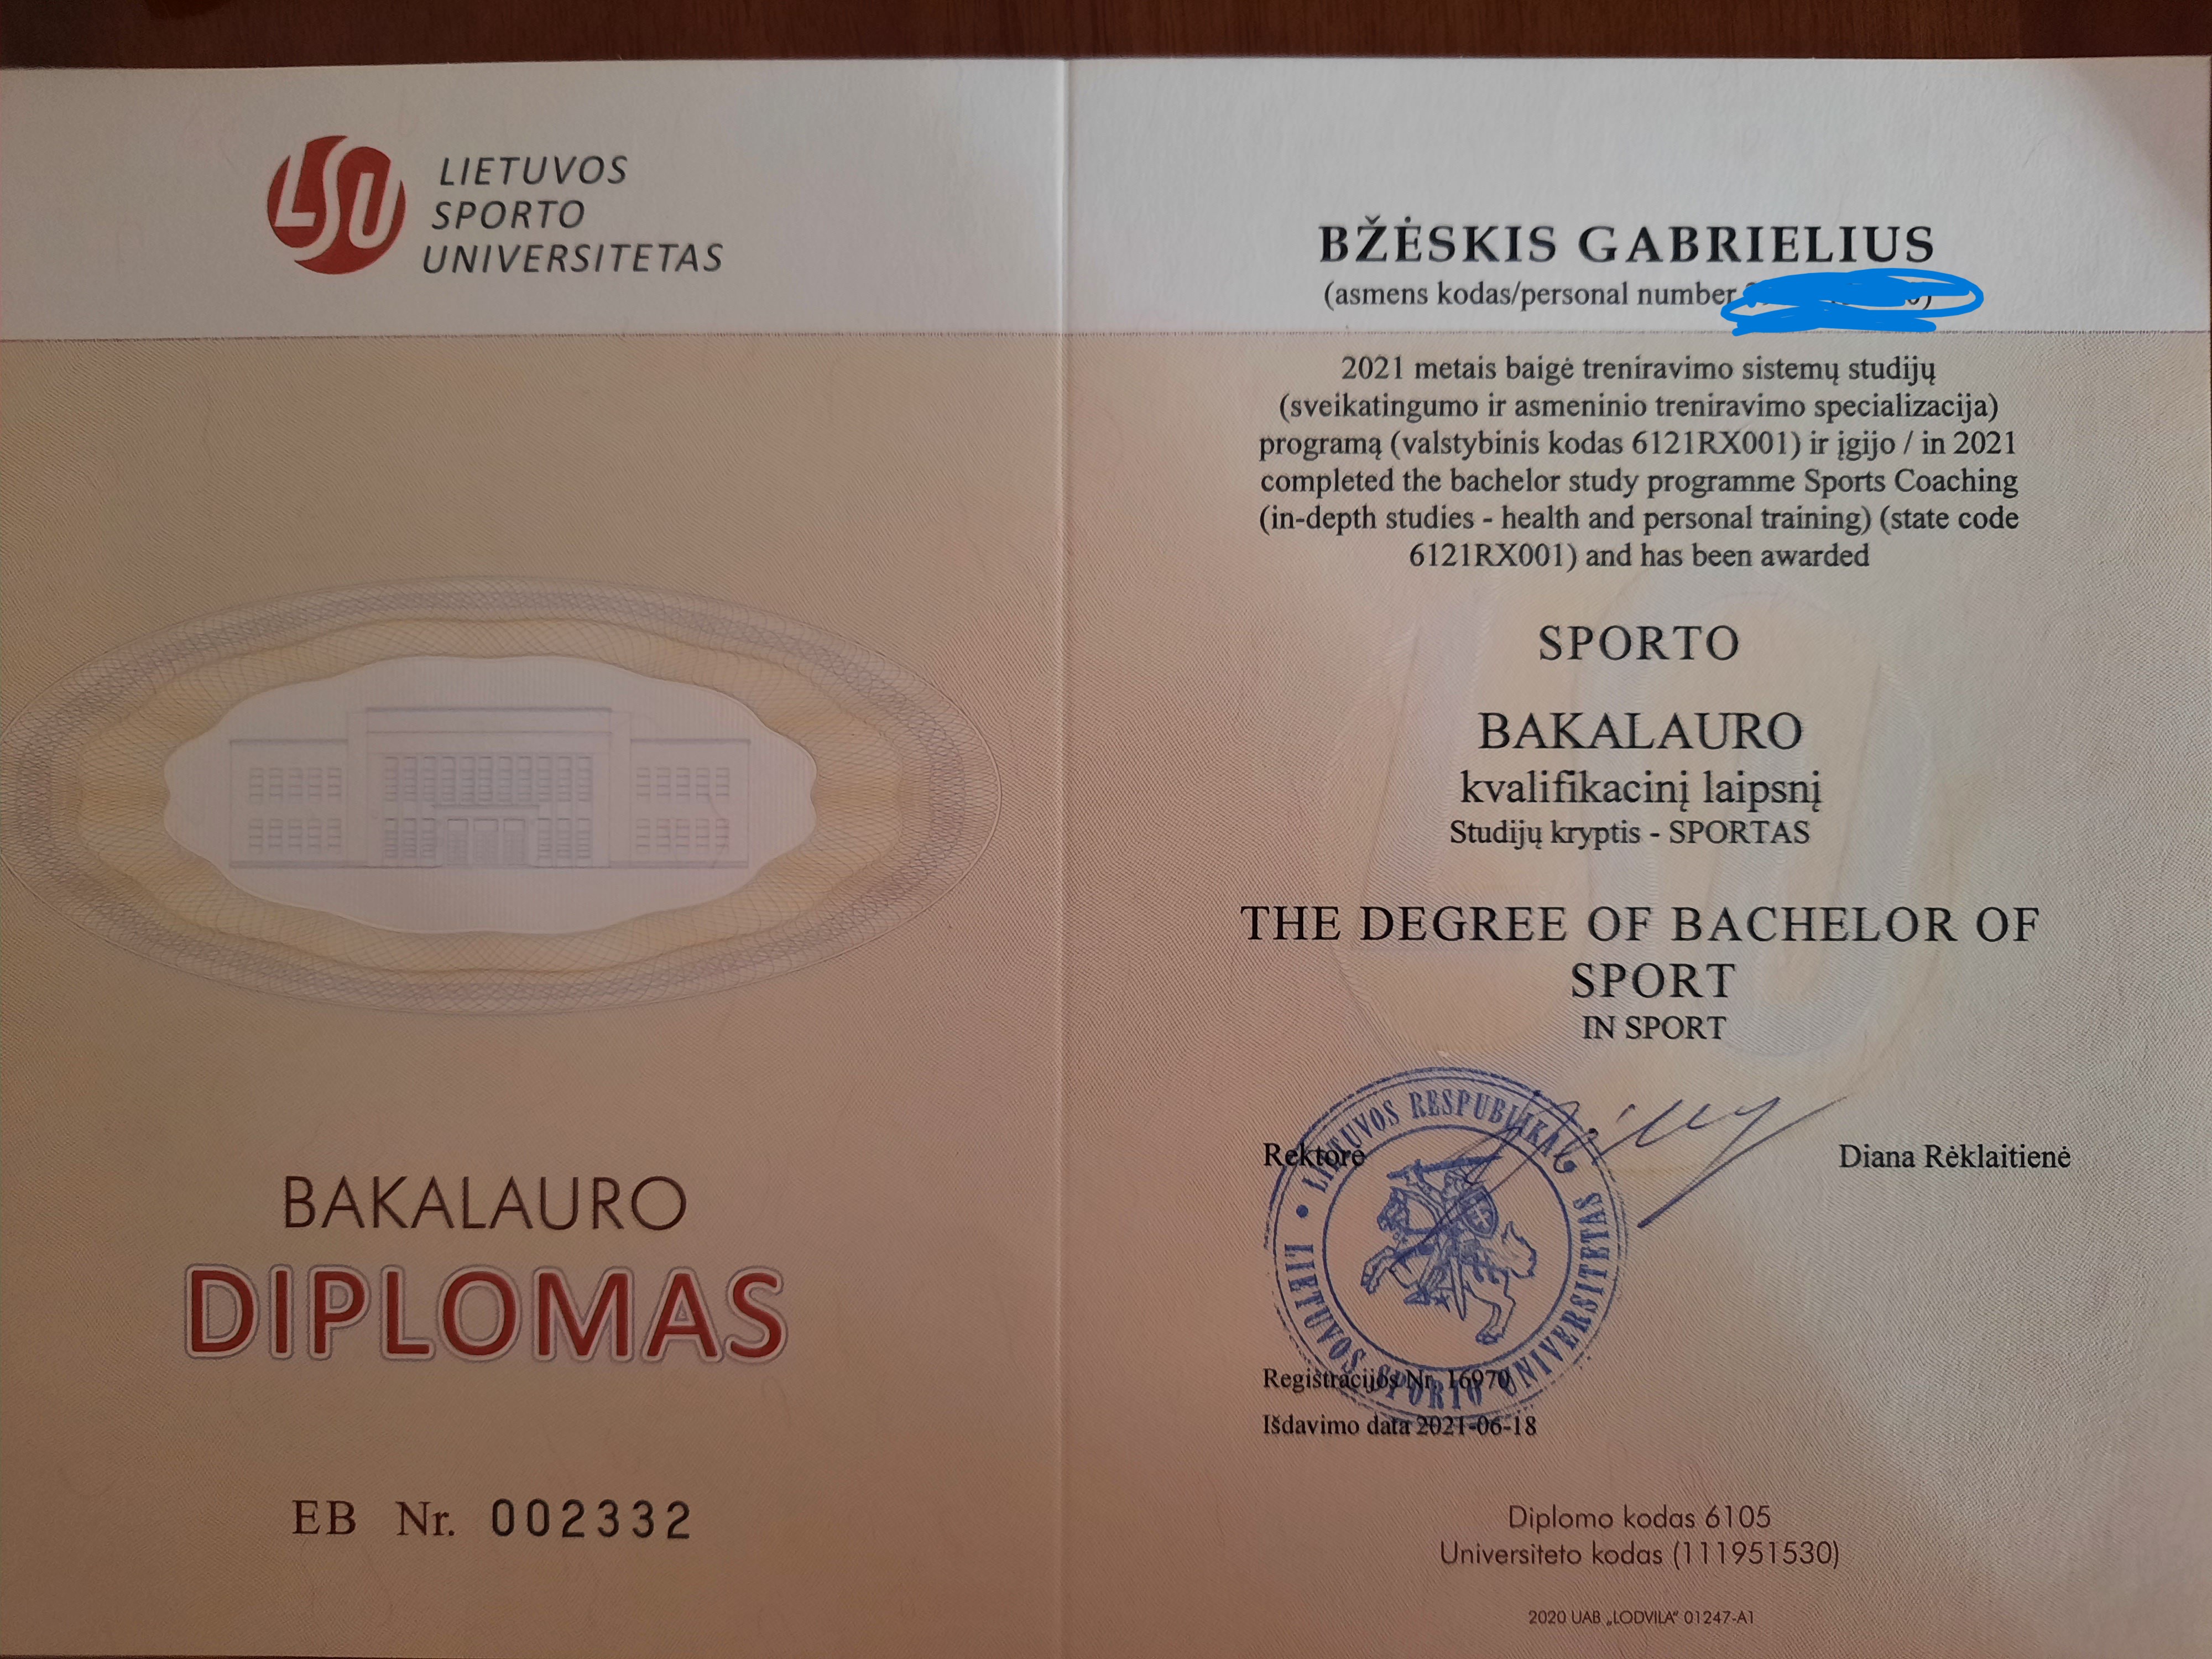 LSU
LIETUVOS
SPORTO
UNIVERSITETAS
BAKALAURO
DIPLOMAS
EB Nr. 002332
BŽĖSKIS GABRIELIUS
(asmens kodas/personal number
2021 metais baigė treniravimo sistemų studijų
(sveikatingumo ir asmeninio treniravimo specializacija)
programą (valstybinis kodas 6121RX001) ir įgijo / in 2021
completed the bachelor study programme Sports Coaching
(in-depth studies - health and personal training) (state code
6121RX001) and has been awarded
SPORTO
BAKALAURO
kvalifikacinį laipsnį
Studijų kryptis - SPORTAS
THE DEGREE OF BACHELOR OF
SPORT
IN SPORT
Rektorė
Diana Rėklaitienė
LIETUVOS RESPUBLIKA
LIETUVOS SPORTO UNIVERSITETAS
Registracijos Nr. 16970
Išdavimo data 2021-06-18
Diplomo kodas 6105
Universiteto kodas (111951530)
2020 UAB „LODVILA“ 01247-A1